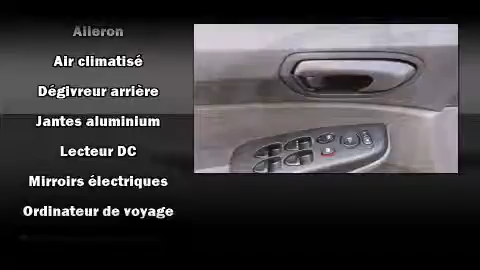 Aileron
Air climatisé
Dégivreur arrière
Jantes aluminium
Lecteur DC
Mirroirs électriques
Ordinateur de voyage